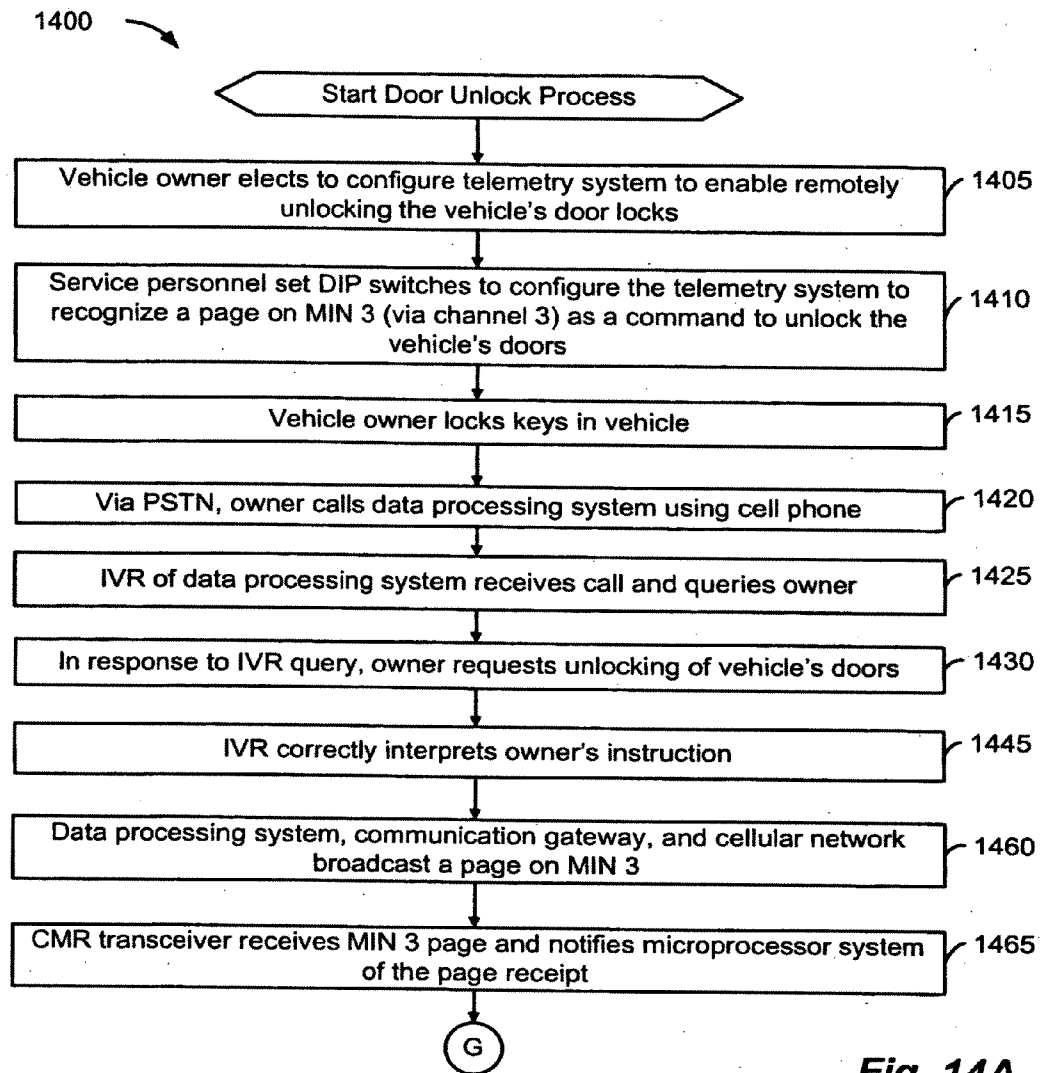 1400
Start Door Unlock Process
Vehicle owner elects to configure telemetry system to enable remotely
unlocking the vehicle's door locks
1405
Service personnel set DIP switches to configure the telemetry system to
recognize a page on MIN 3 (via channel 3) as a command to unlock the
vehicle's doors
1410
Vehicle owner locks keys in vehicle
1415
Via PSTN, owner calls data processing system using cell phone
1420
IVR of data processing system receives call and queries owner
1425
In response to IVR query, owner requests unlocking of vehicle's doors
1430
IVR correctly interprets owner's instruction
1445
Data processing system, communication gateway, and cellular network
broadcast a page on MIN 3
1460
CMR transceiver receives MIN 3 page and notifies microprocessor system
of the page receipt
1465
G
Fig. 14A